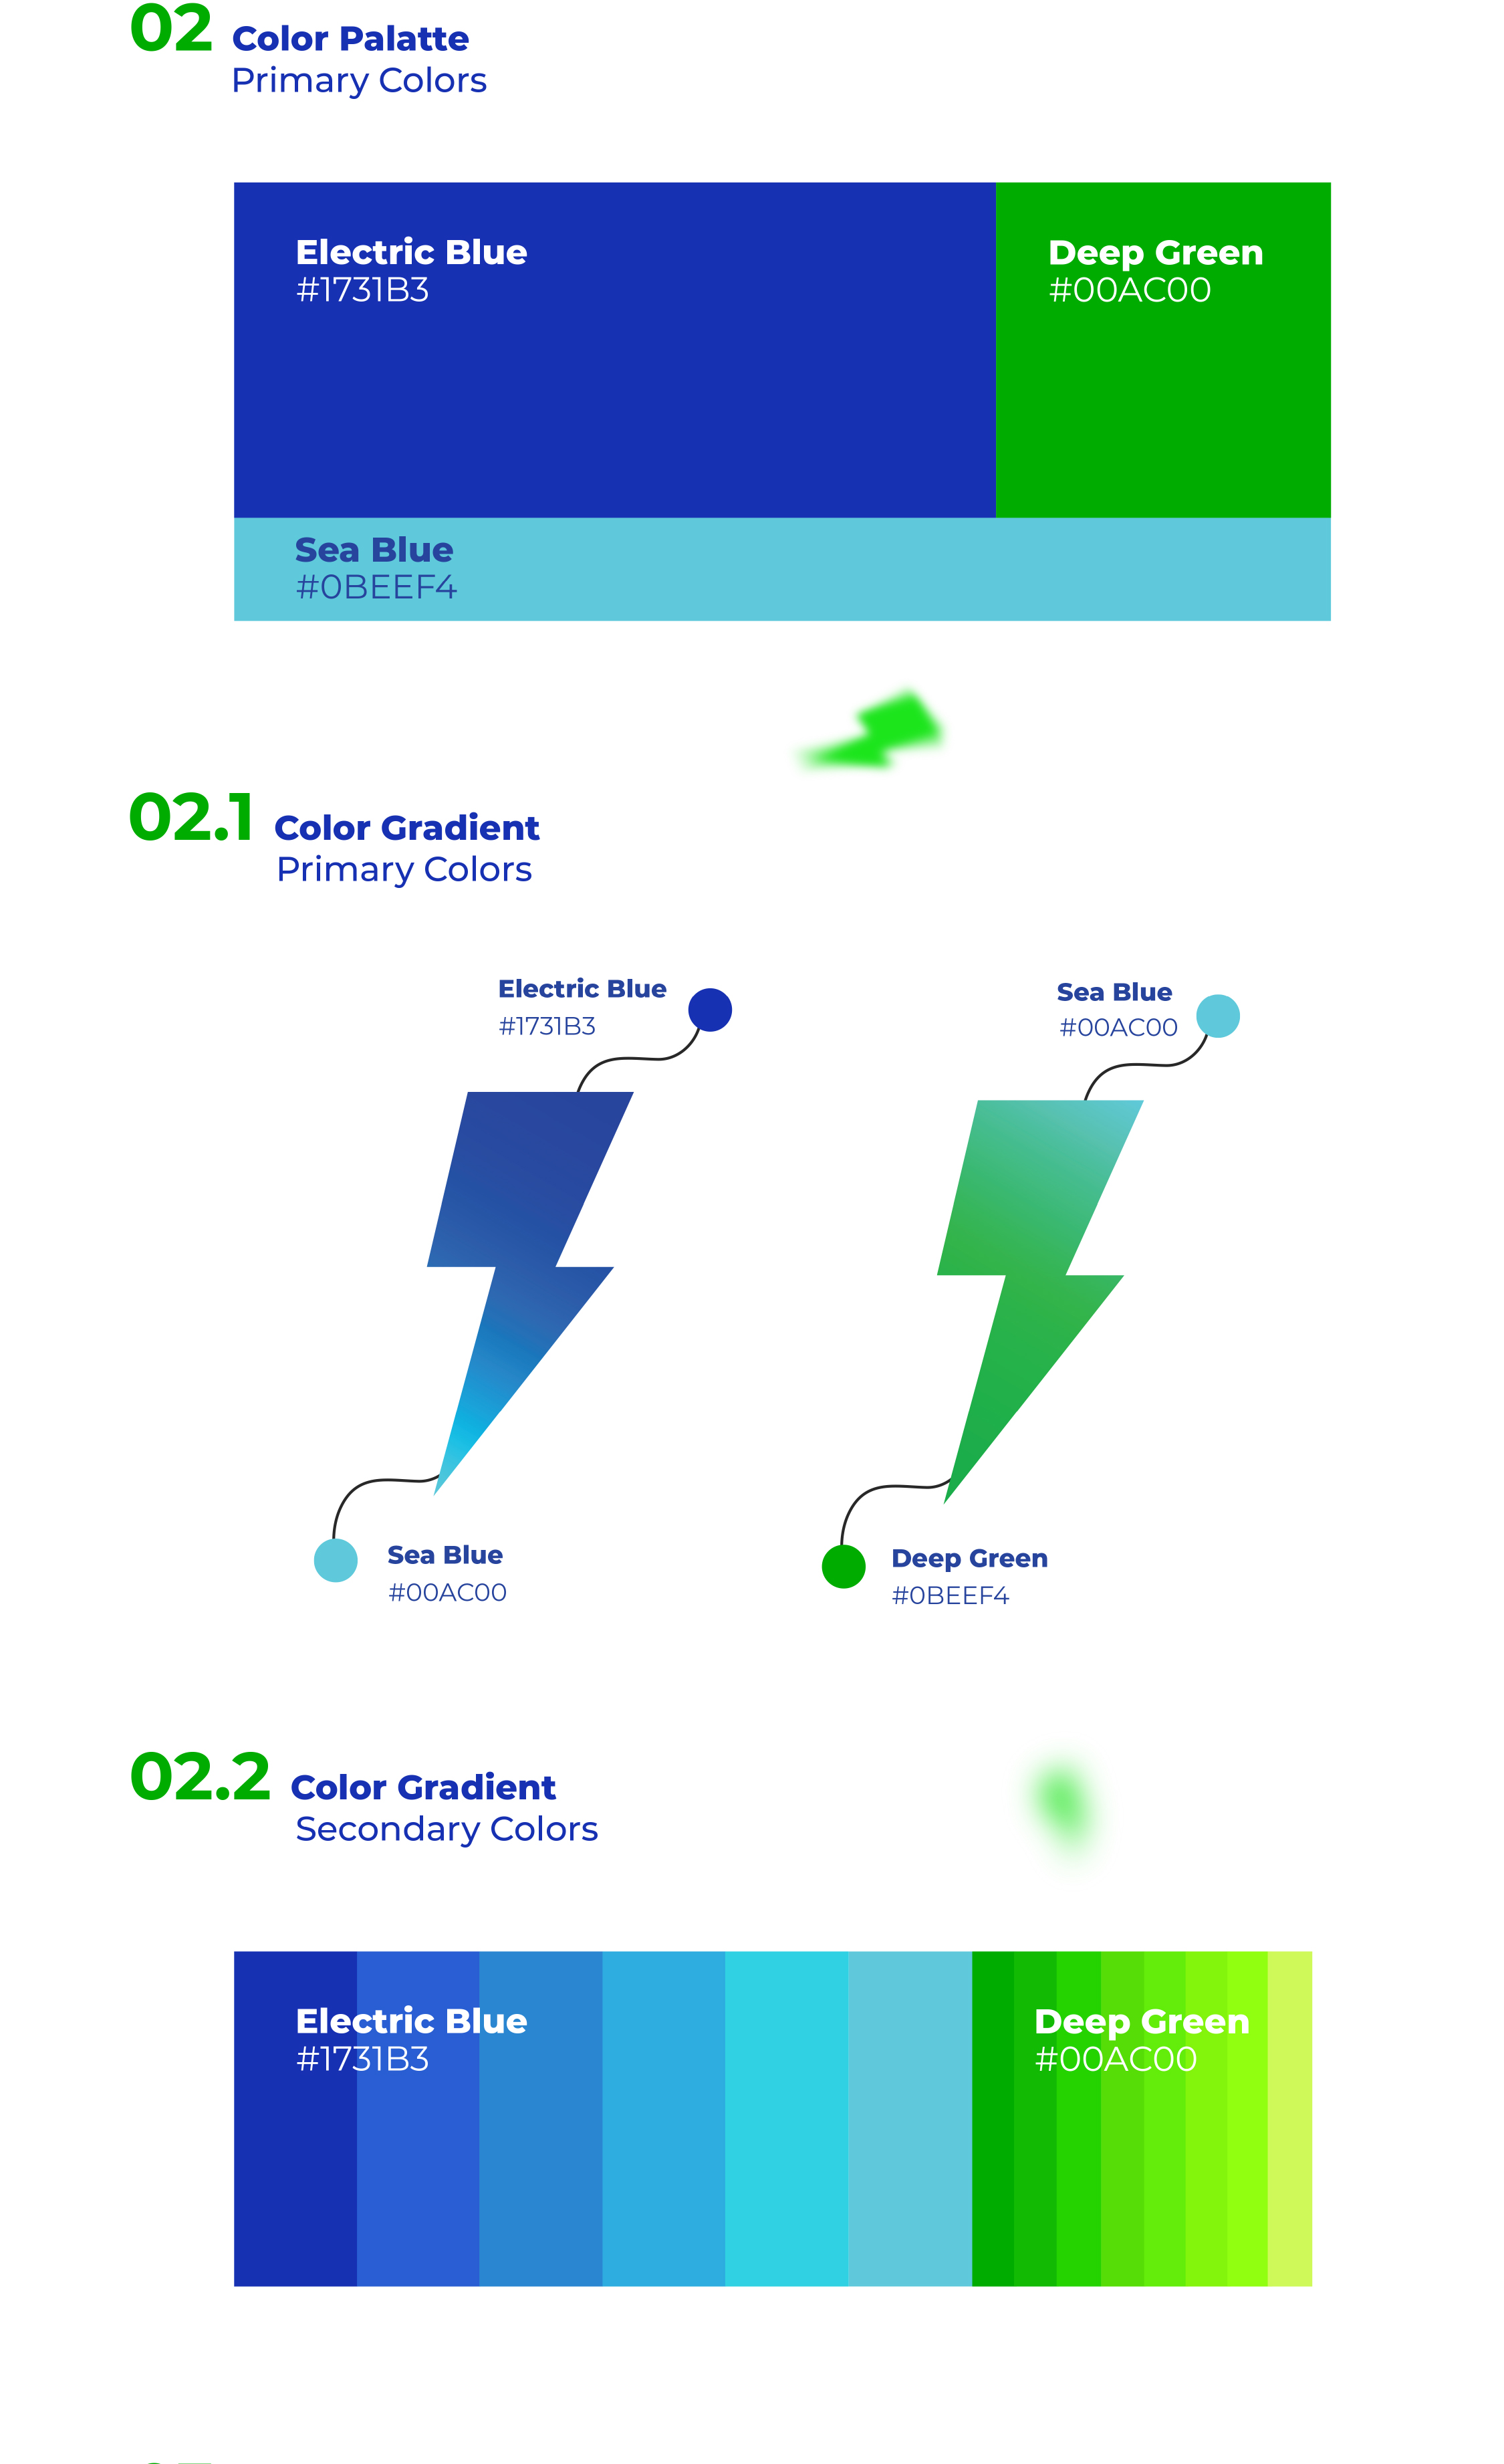 02 Color Palatte
Primary Colors
Electric Blue
#1731B3
Deep Green
#00AC00
Sea Blue
#0BEEF4
02.1 Color Gradient
Primary Colors
Electric Blue
#1731B3
Sea Blue
#00AC00
Sea Blue
#00AC00
Deep Green
#0BEEF4
02.2 Color Gradient
Secondary Colors
Electric Blue
#1731B3
Deep Green
#00AC00